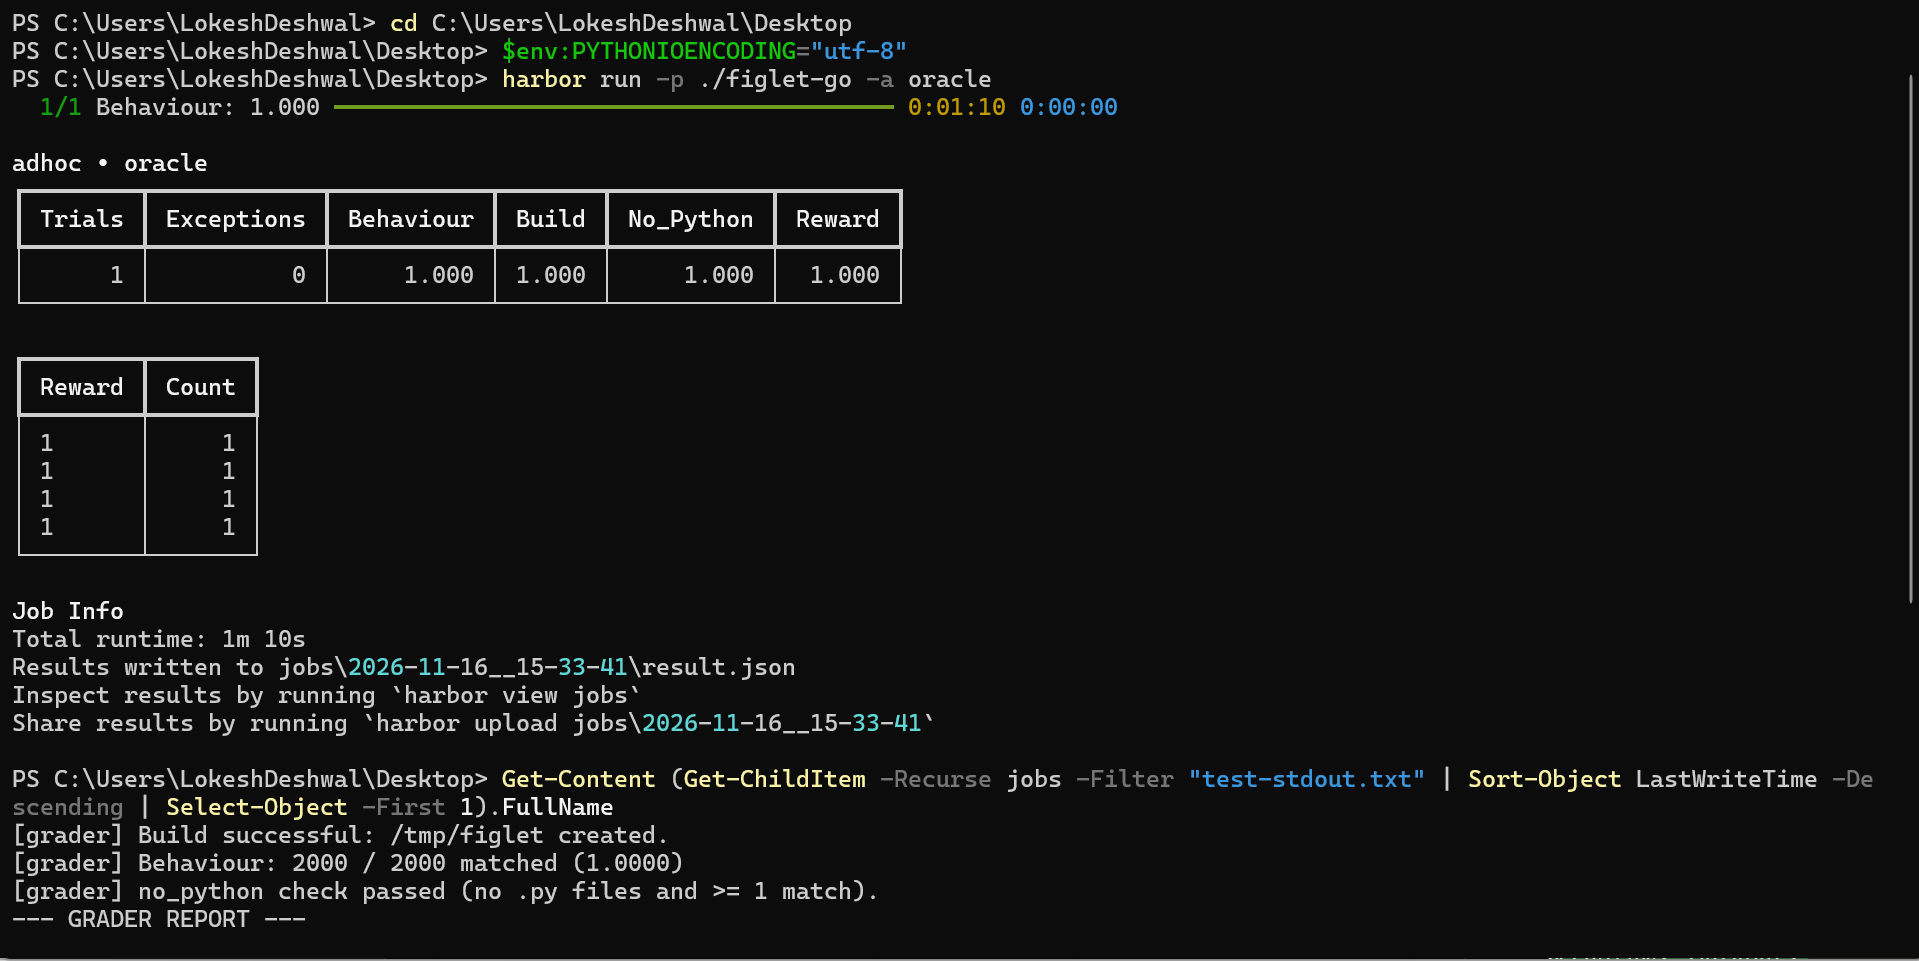 PS C:\Users\LokeshDeshwal> cd C:\Users\LokeshDeshwal\Desktop
PS C:\Users\LokeshDeshwal\Desktop> $env:PYTHONIOENCODING="utf-8"
PS C:\Users\LokeshDeshwal\Desktop> harbor run -p ./figlet-go -a oracle
1/1 Behaviour: 1.000 0:01:10 0:00:00
adhoc • oracle
Trials Exceptions Behaviour Build No_Python Reward
1 0 1.000 1.000 1.000 1.000
Reward Count
1 1
1 1
1 1
1 1
Job Info
Total runtime: 1m 10s
Results written to jobs\2026-11-16__15-33-41\result.json
Inspect results by running `harbor view jobs`
Share results by running `harbor upload jobs\2026-11-16__15-33-41`
PS C:\Users\LokeshDeshwal\Desktop> Get-Content (Get-ChildItem -Recurse jobs -Filter "test-stdout.txt" | Sort-Object LastWriteTime -De
scending | Select-Object -First 1).FullName
[grader] Build successful: /tmp/figlet created.
[grader] Behaviour: 2000 / 2000 matched (1.0000)
[grader] no_python check passed (no .py files and >= 1 match).
--- GRADER REPORT ---